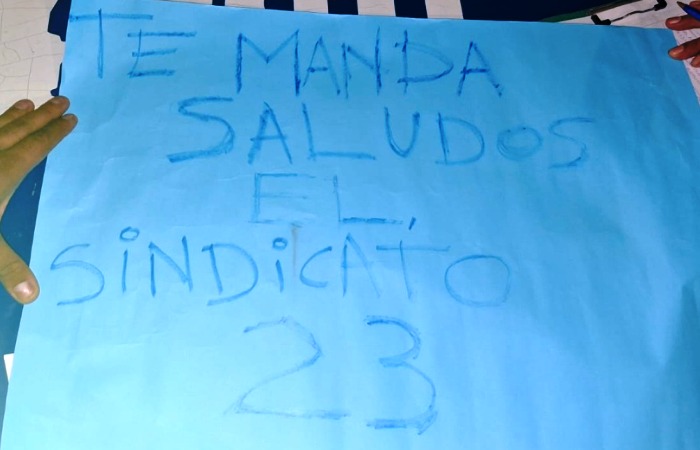 TE MANDA
SALUDOS
EL,
SiNDiCATO
23